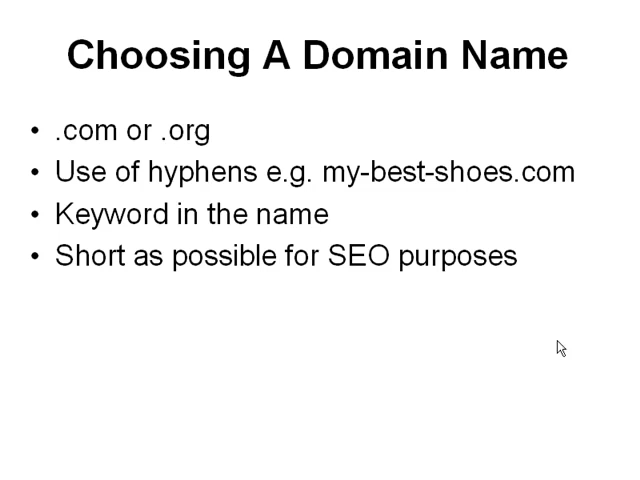 Choosing A Domain Name
• .com or .org
• Use of hyphens e.g. my-best-shoes.com
• Keyword in the name
• Short as possible for SEO purposes